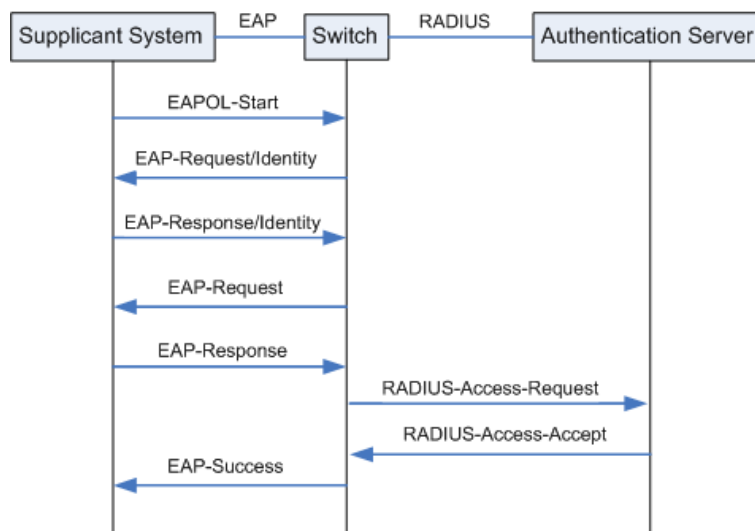 EAP
RADIUS
Supplicant System
Switch
Authentication Server
EAPOL-Start
EAP-Request/Identity
EAP-Response/Identity
EAP-Request
EAP-Response
RADIUS-Access-Request
RADIUS-Access-Accept
EAP-Success